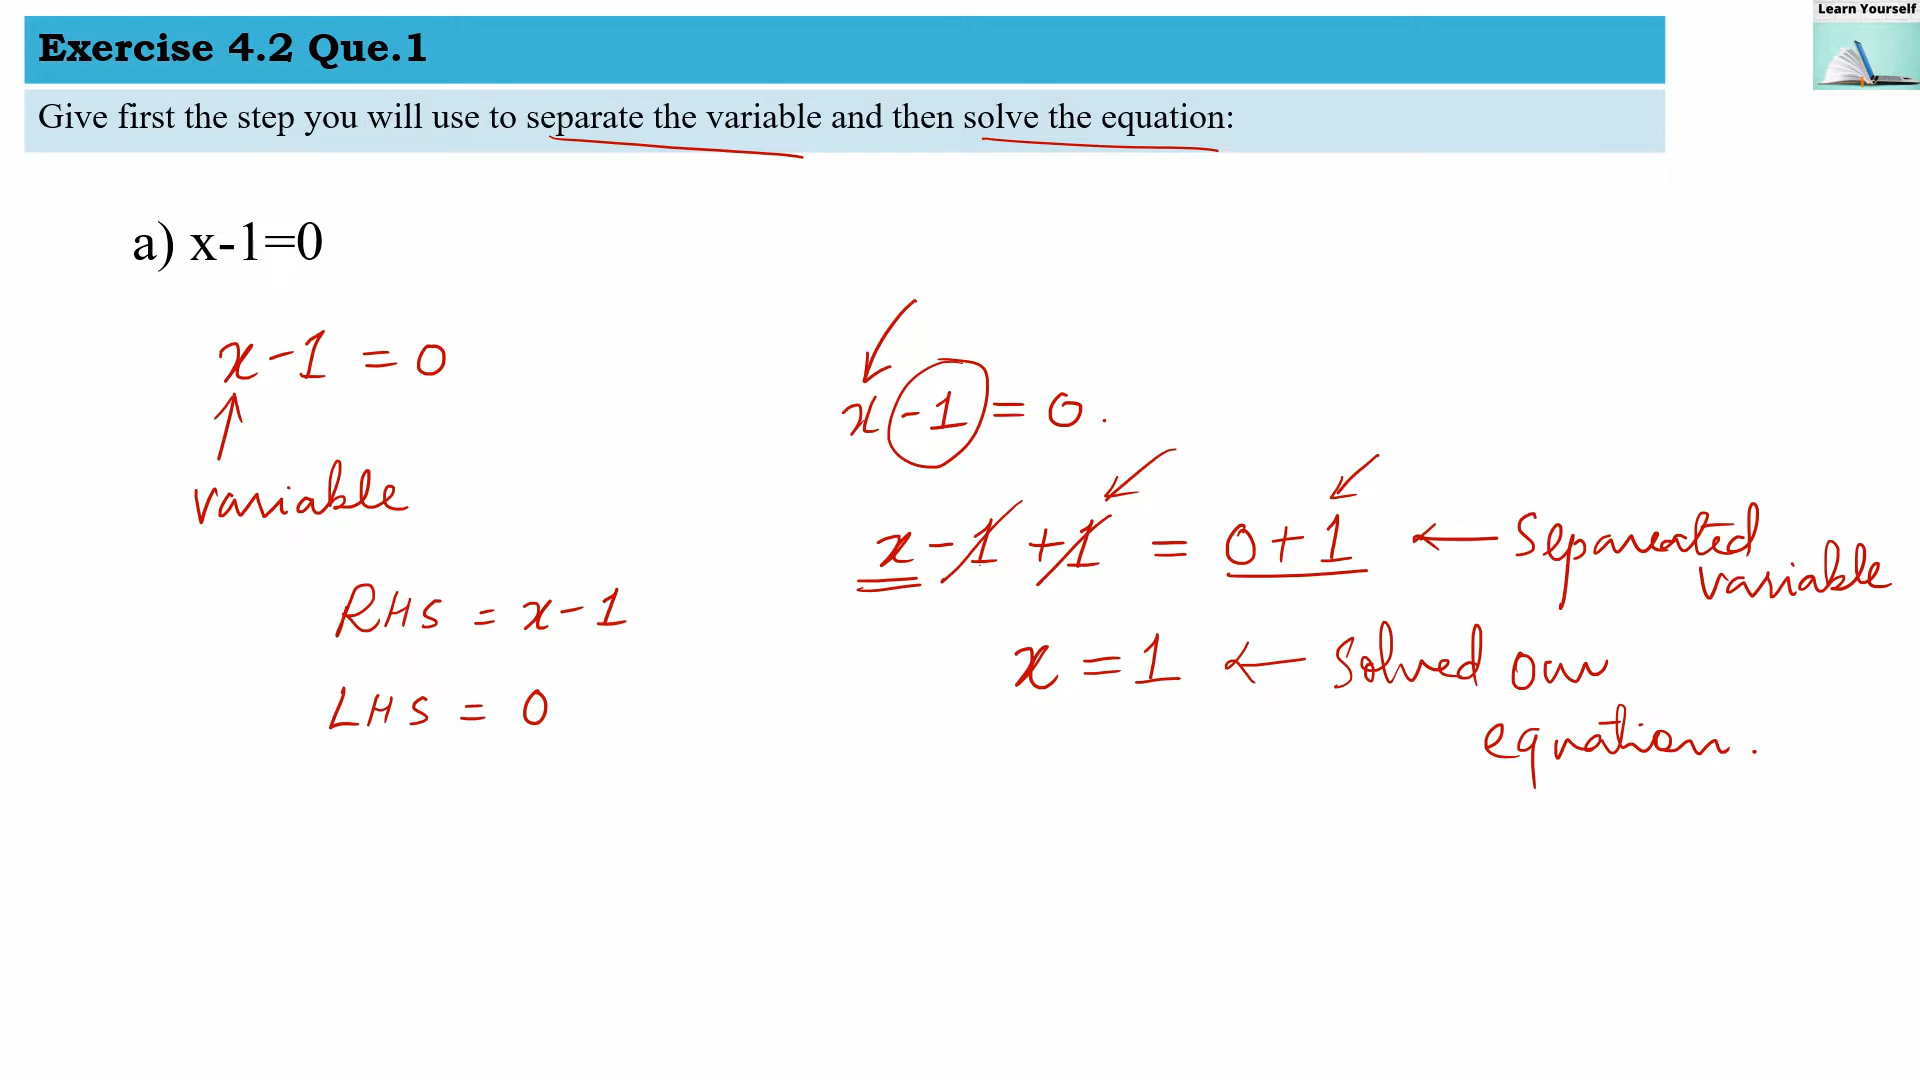 Learn Yourself
Exercise 4.2 Que.1
Give first the step you will use to separate the variable and then solve the equation:
a) x-1=0
x - 1 = 0
variable
RHS = x - 1
LHS = 0
x - 1 = 0.
x - 1 + 1 = 0 + 1 ← Separated
variable
x = 1 ← Solved our
equation.